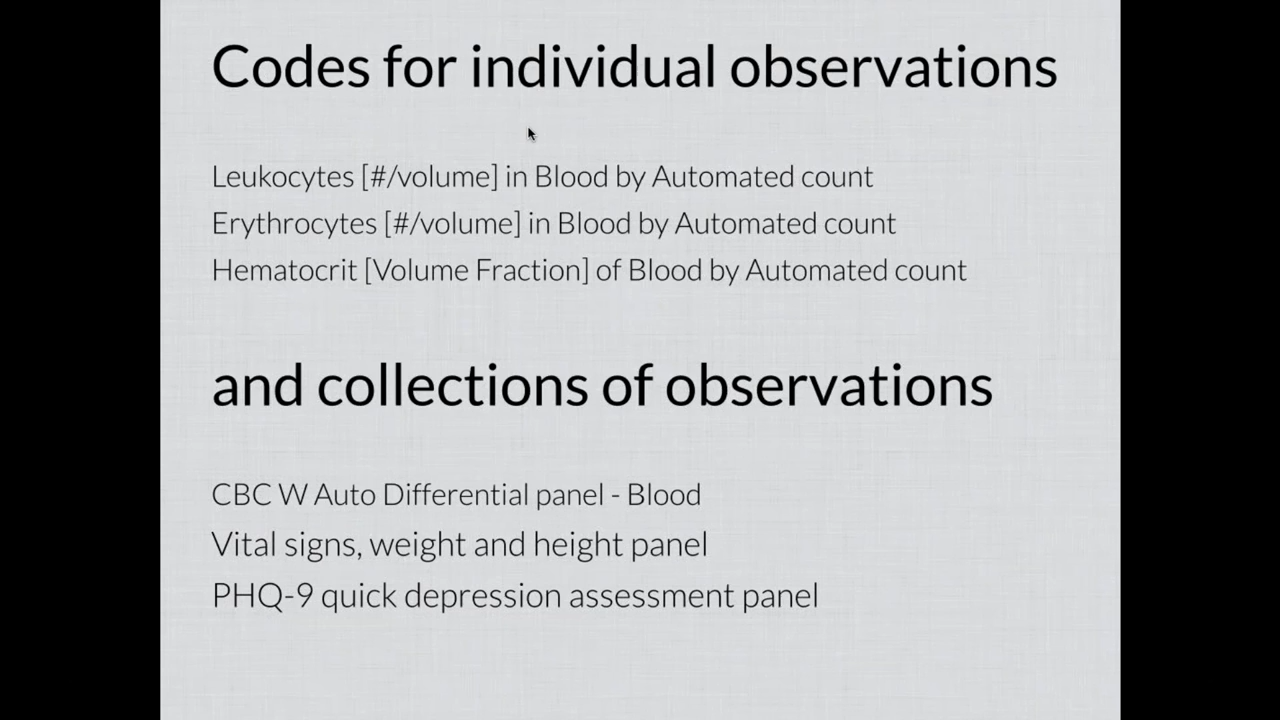 Codes for individual observations
Leukocytes [#/volume] in Blood by Automated count
Erythrocytes [#/volume] in Blood by Automated count
Hematocrit [Volume Fraction] of Blood by Automated count
and collections of observations
CBC W Auto Differential panel - Blood
Vital signs, weight and height panel
PHQ-9 quick depression assessment panel